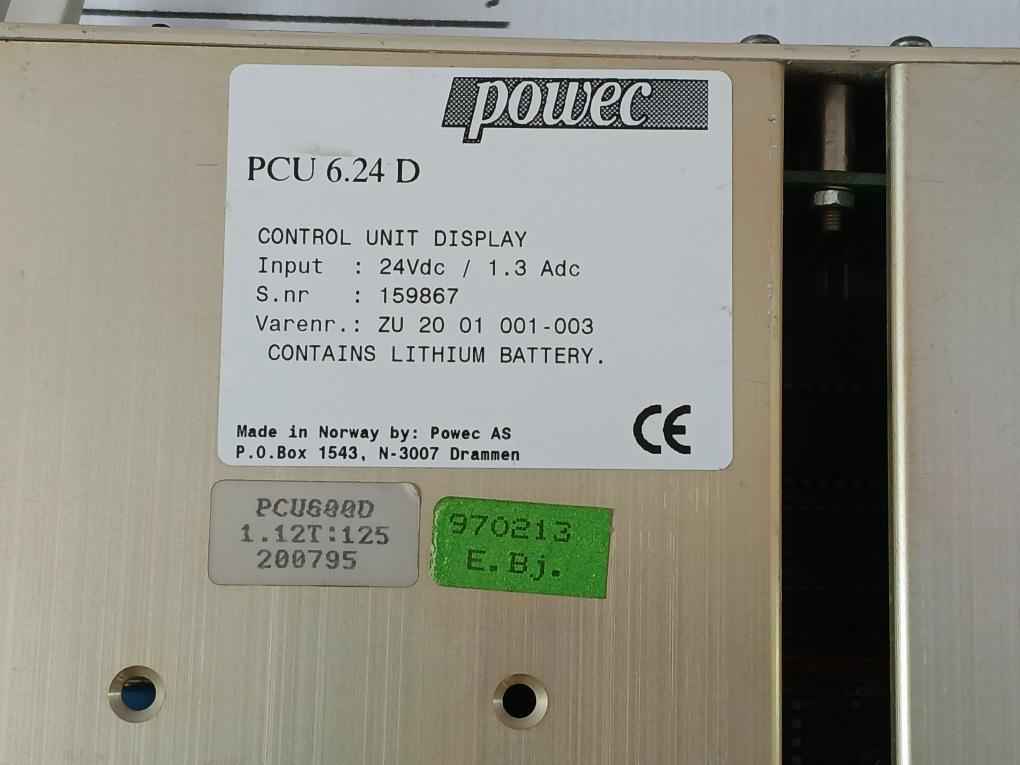 powec
PCU 6.24 D
CONTROL UNIT DISPLAY
Input : 24Vdc / 1.3 Adc
S.nr : 159867
Varenr.: ZU 20 01 001-003
CONTAINS LITHIUM BATTERY.
Made in Norway by: Powec AS
P.O.Box 1543, N-3007 Drammen
CE
PCU600D
1.12T:125
200795
970213
E.Bj.